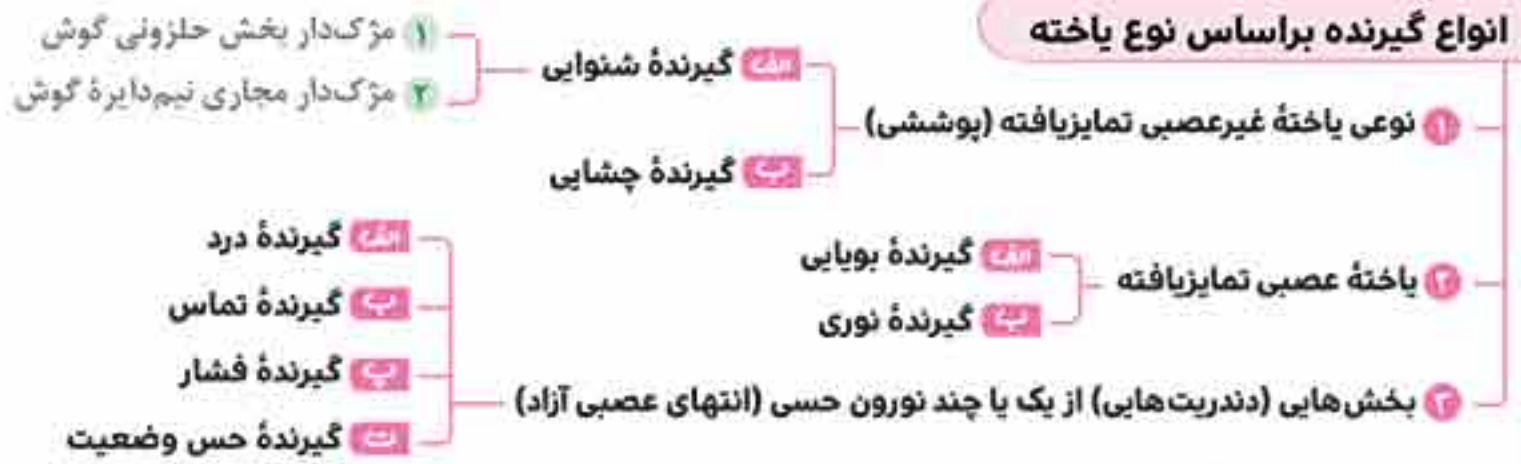 انواع گیرنده براساس نوع یاخته
۱ نوعی یاختهٔ غیرعصبی تمایزیافته (پوششی)
الف گیرندهٔ شنوایی
۱ مژک‌دار بخش حلزونی گوش
۲ مژک‌دار مجاری نیم‌دایرهٔ گوش
ب گیرندهٔ چشایی
۲ یاختهٔ عصبی تمایزیافته
الف گیرندهٔ بویایی
ب گیرندهٔ نوری
۳ بخش‌هایی (دندریت‌هایی) از یک یا چند نورون حسی (انتهای عصبی آزاد)
الف گیرندهٔ درد
ب گیرندهٔ تماس
پ گیرندهٔ فشار
ت گیرندهٔ حس وضعیت